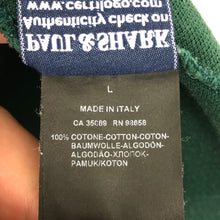 www.certilogo.com
Authenticity check on
PAUL & SHARK
L
MADE IN ITALY
CA 35089 RN 98658
100% COTONE-COTTON-COTON-
BAUMWOLLE-ALGODÓN-
ALGODÃO-ХЛОПОК-
PAMUK/KOTON